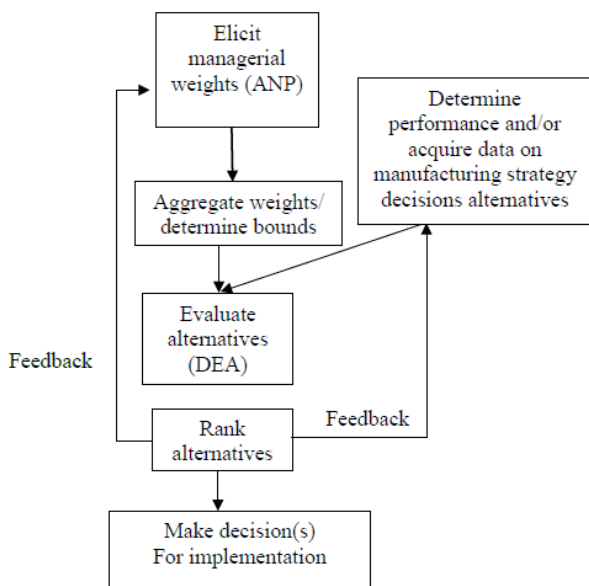 Elicit
managerial
weights (ANP)
Determine
performance and/or
acquire data on
manufacturing strategy
decisions alternatives
Aggregate weights/
determine bounds
Evaluate
alternatives
(DEA)
Feedback
Feedback
Rank
alternatives
Make decision(s)
For implementation